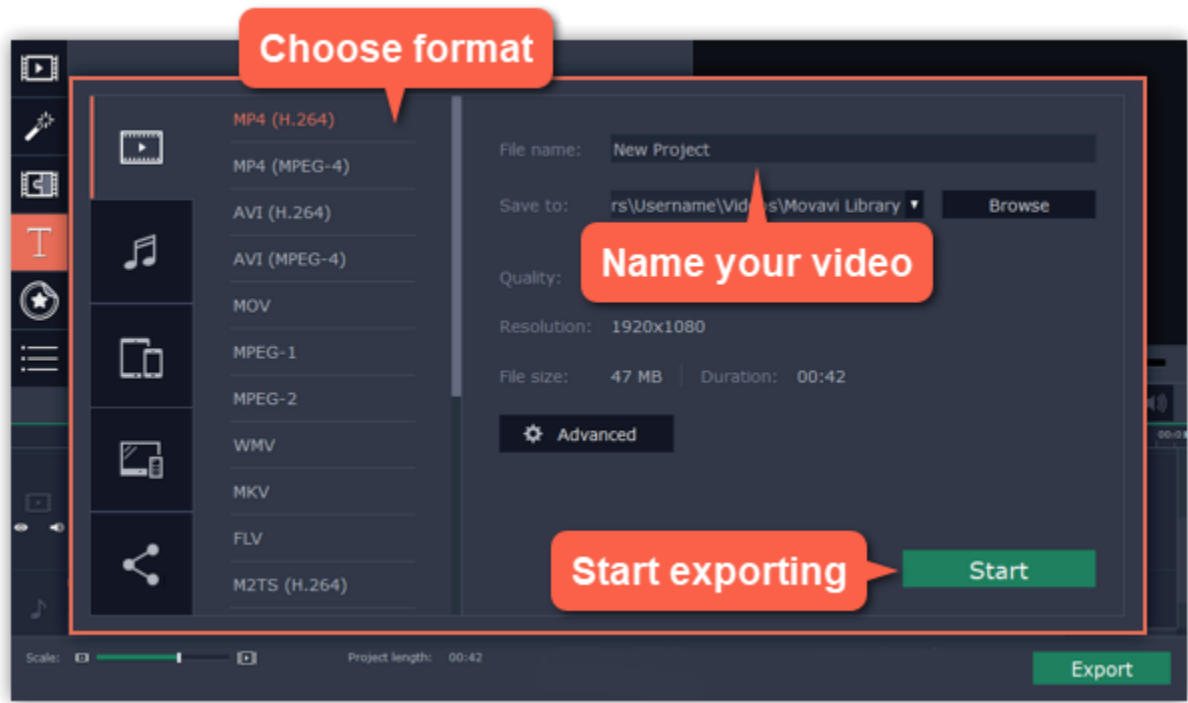 Choose format
MP4 (H.264)
MP4 (MPEG-4)
AVI (H.264)
AVI (MPEG-4)
MOV
MPEG-1
MPEG-2
WMV
MKV
FLV
M2TS (H.264)
File name: New Project
Save to: rs\Username\Videos\Movavi Library Browse
Name your video
Quality:
Resolution: 1920x1080
File size: 47 MB Duration: 00:42
Advanced
Start exporting
Start
Scale:
Project length: 00:42
Export